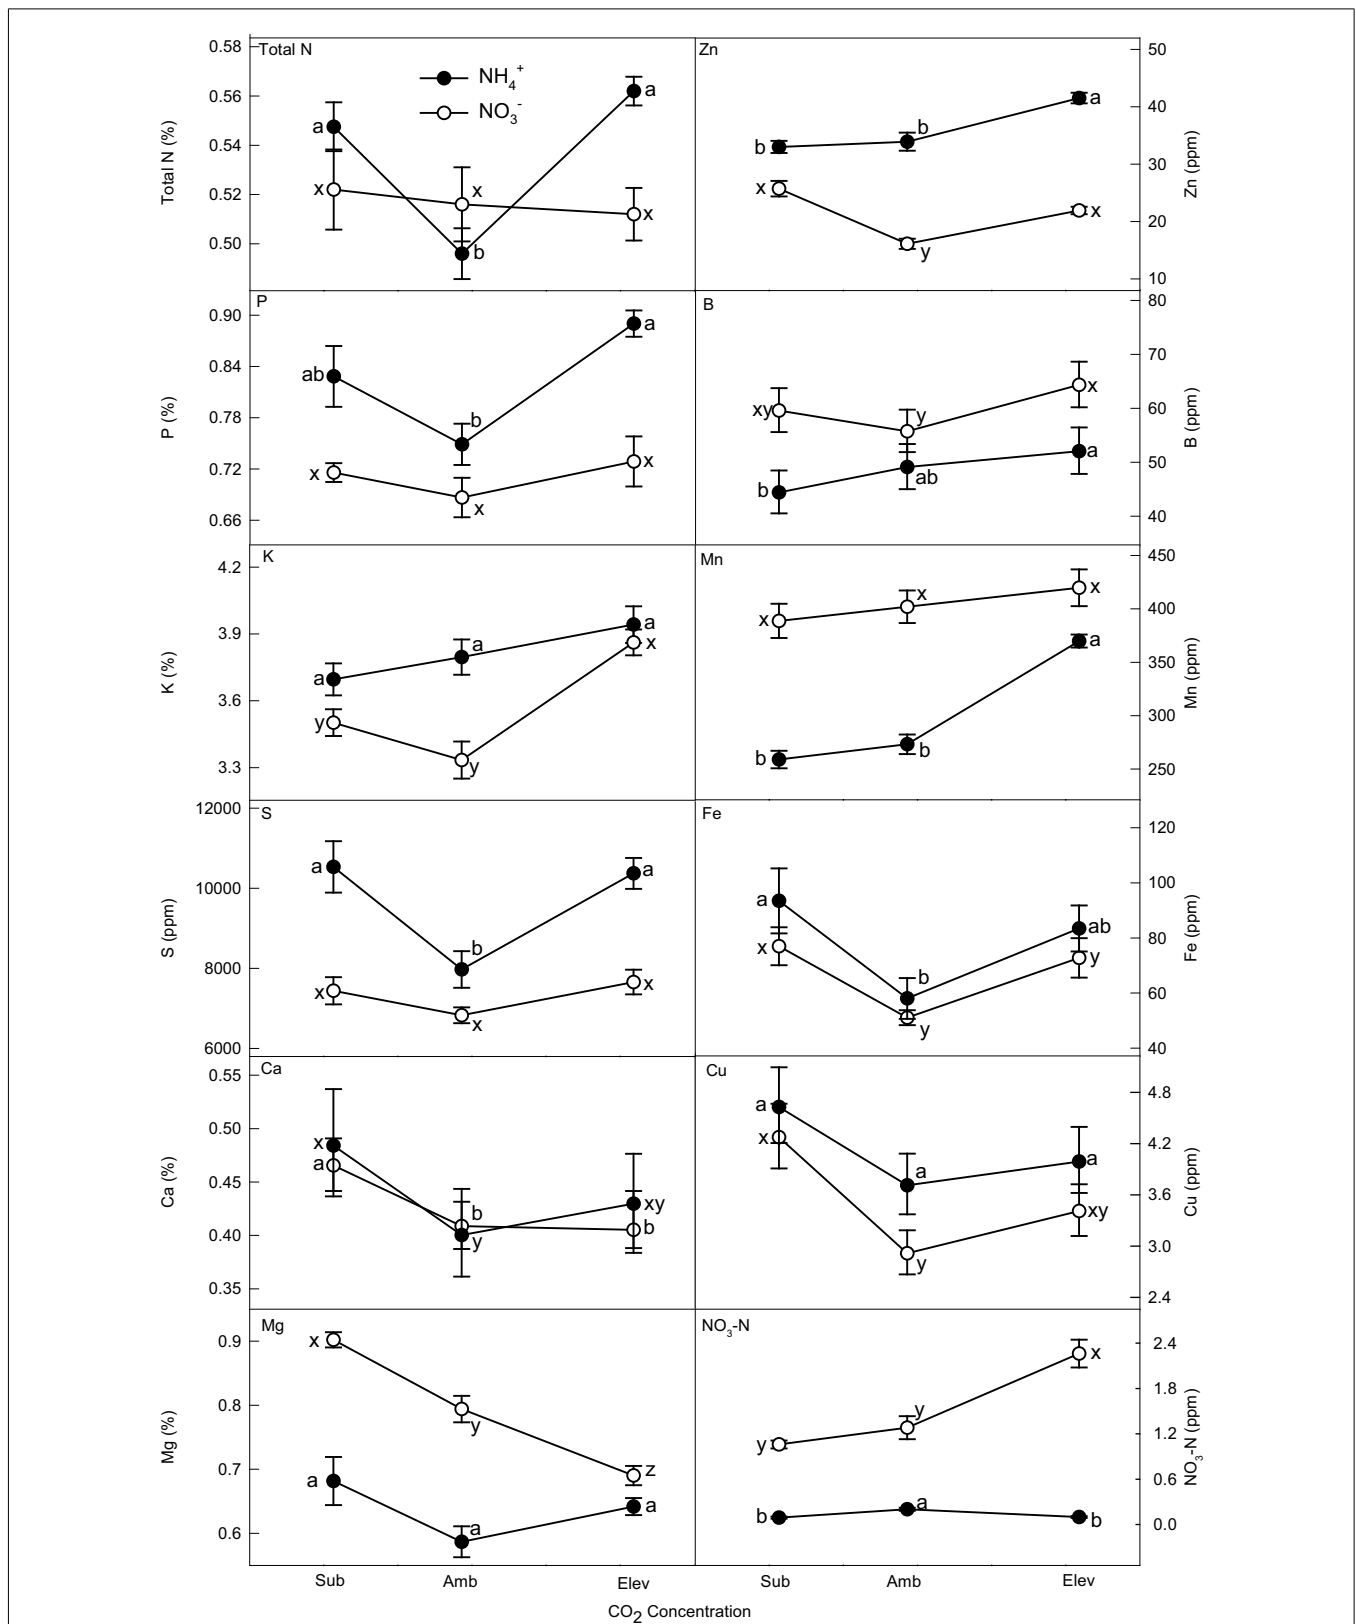 Total N
NH4+
NO3-
0.58
0.56
0.54
0.52
0.50
Total N (%)
a
x
x
b
a
x
Zn
50
40
30
20
10
Zn (ppm)
b
x
b
y
a
x
P
0.90
0.84
0.78
0.72
0.66
P (%)
ab
x
b
x
a
x
B
80
70
60
50
40
B (ppm)
xy
b
y
ab
x
a
K
4.2
3.9
3.6
3.3
K (%)
a
y
a
y
a
x
Mn
450
400
350
300
250
Mn (ppm)
x
b
x
b
x
a
S
12000
10000
8000
6000
S (ppm)
a
x
b
x
a
x
Fe
120
100
80
60
40
Fe (ppm)
a
x
b
y
ab
y
Ca
0.55
0.50
0.45
0.40
0.35
Ca (%)
x
a
b
y
xy
b
Cu
4.8
4.2
3.6
3.0
2.4
Cu (ppm)
a
x
a
y
a
xy
Mg
0.9
0.8
0.7
0.6
Mg (%)
x
a
y
a
z
a
NO3-N
2.4
1.8
1.2
0.6
0.0
NO3-N (ppm)
y
b
y
a
x
b
Sub Amb Elev Sub Amb Elev
CO2 Concentration